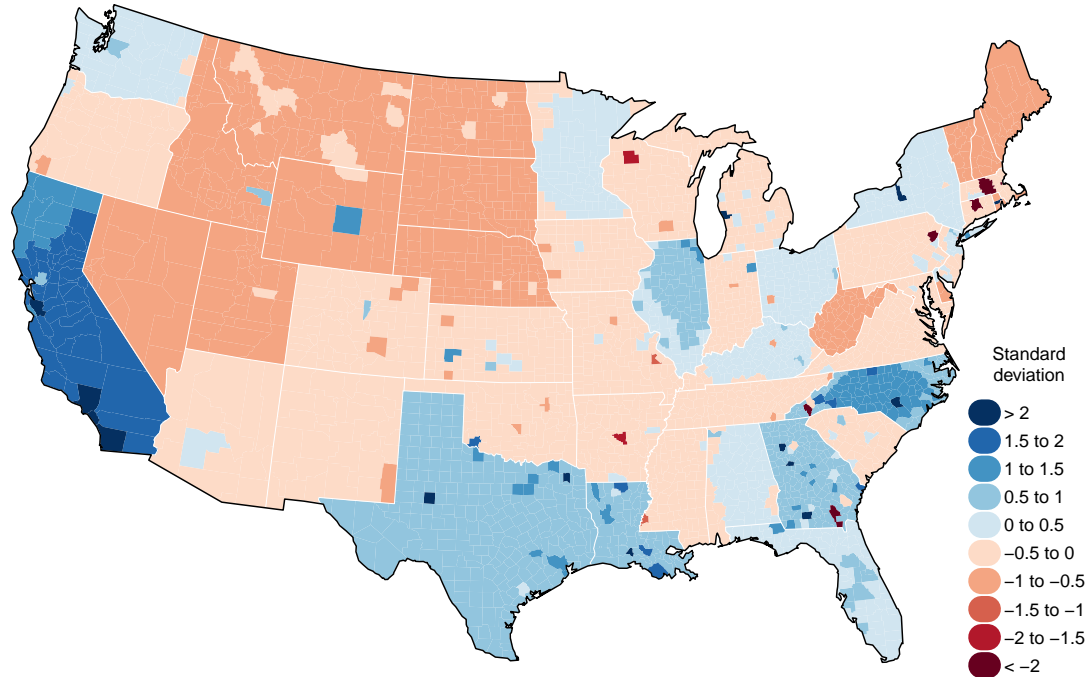 Standard
deviation
> 2
1.5 to 2
1 to 1.5
0.5 to 1
0 to 0.5
−0.5 to 0
−1 to −0.5
−1.5 to −1
−2 to −1.5
< −2